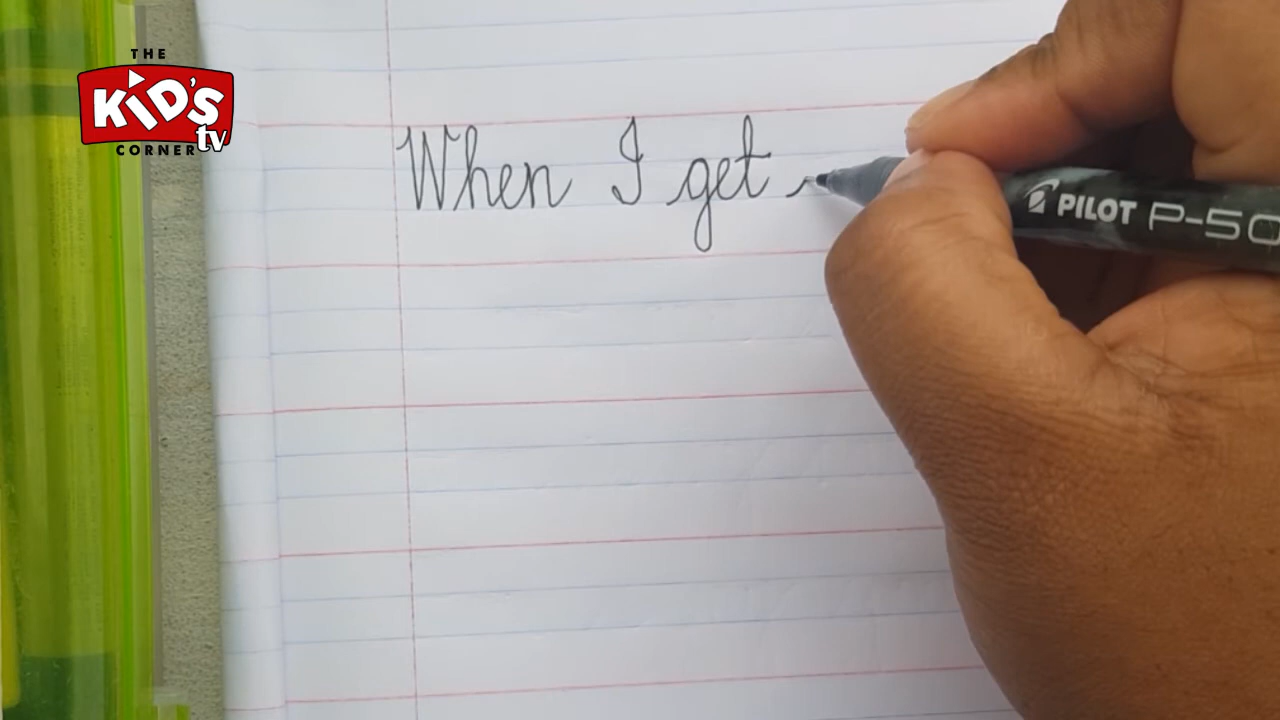 THE
KiD'S
tv
CORNER
When I get
PILOT P-50